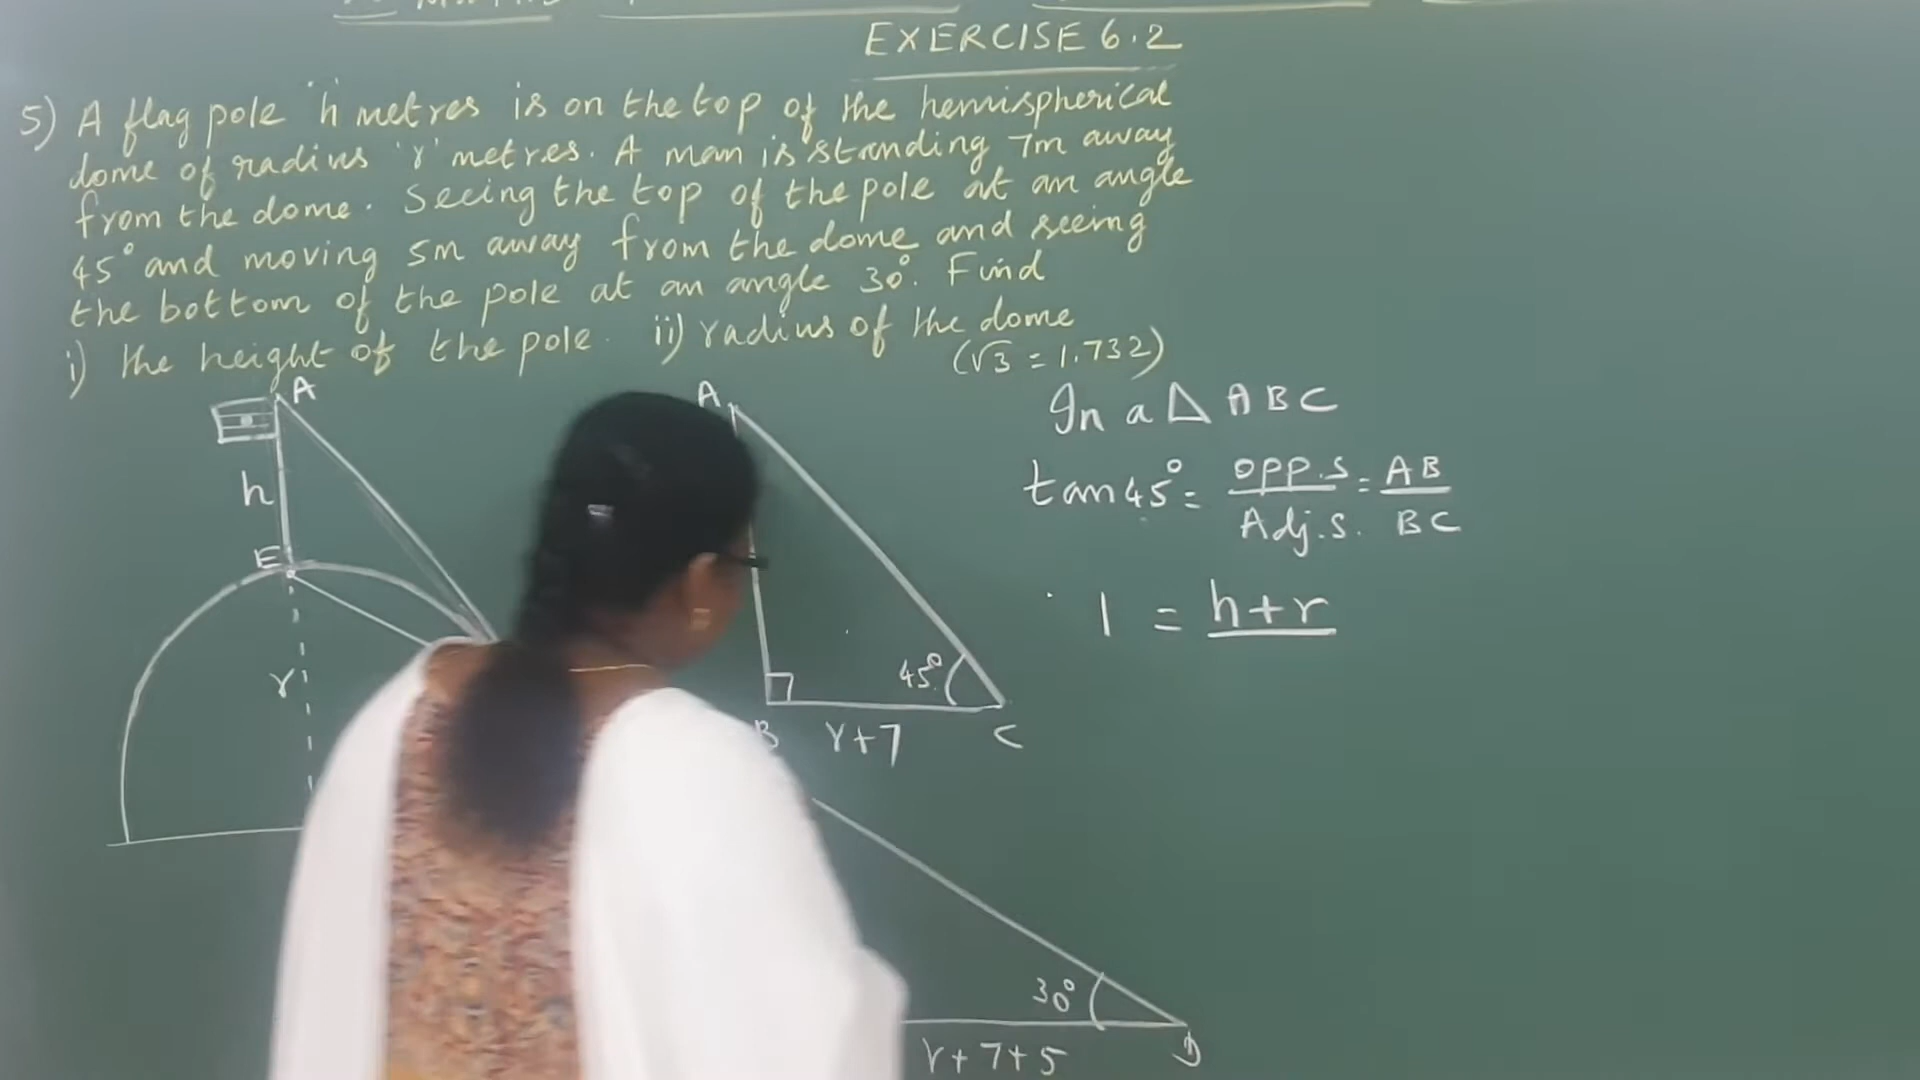 EXERCISE 6.2
5) A flag pole 'h' metres is on the top of the hemispherical
dome of radius 'r' metres. A man is standing 7m away
from the dome. Seeing the top of the pole at an angle
45° and moving 5m away from the dome and seeing
the bottom of the pole at an angle 30°. Find
i) the height of the pole. ii) radius of the dome
(√3 = 1.732)
A
h
E
r
A
45°
B r+7 C
30°
r+7+5 D
In a △ ABC
tan 45° = opp.s / Adj.s. = AB / BC
1 = h+r